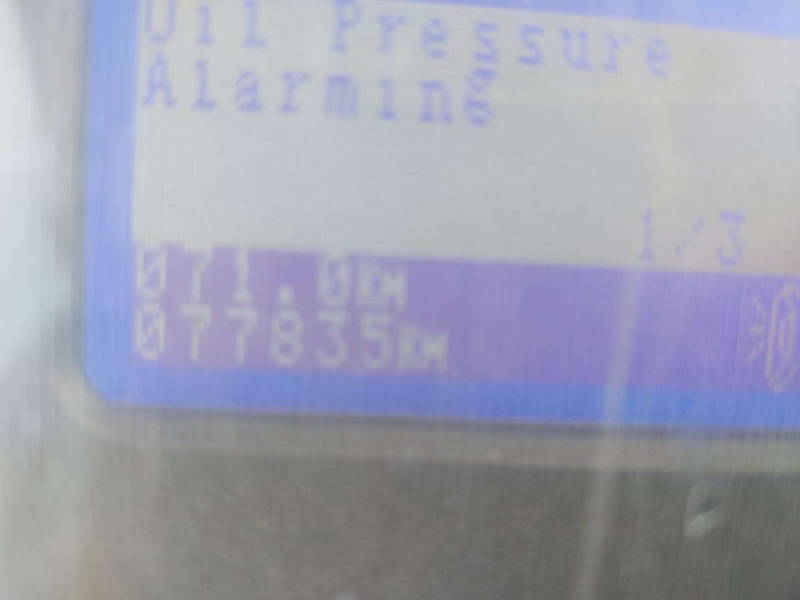 Oil Pressure
Alarming
1/3
071.0KM
077835KM